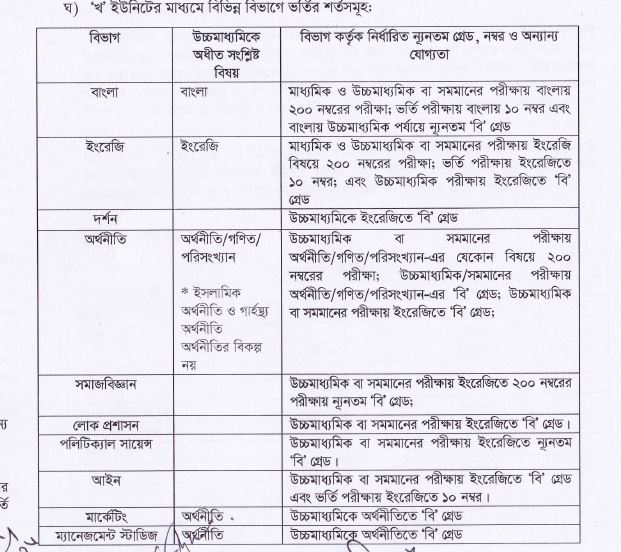 ঘ) ‘খ’ ইউনিটের মাধ্যমে বিভিন্ন বিভাগে ভর্তির শর্তসমূহ:
বিভাগ
উচ্চমাধ্যমিকে
অধীত সংশ্লিষ্ট
বিষয়
বিভাগ কর্তৃক নির্ধারিত ন্যূনতম গ্রেড, নম্বর ও অন্যান্য
যোগ্যতা
বাংলা
বাংলা
মাধ্যমিক ও উচ্চমাধ্যমিক বা সমমানের পরীক্ষায় বাংলায়
২০০ নম্বরের পরীক্ষা; ভর্তি পরীক্ষায় বাংলায় ১০ নম্বর এবং
বাংলায় উচ্চমাধ্যমিক পর্যায়ে ন্যূনতম ‘বি’ গ্রেড
ইংরেজি
ইংরেজি
মাধ্যমিক ও উচ্চমাধ্যমিক বা সমমানের পরীক্ষায় ইংরেজি
বিষয়ে ২০০ নম্বরের পরীক্ষা; ভর্তি পরীক্ষায় ইংরেজিতে
১০ নম্বর; এবং উচ্চমাধ্যমিক পরীক্ষায় ইংরেজিতে ‘বি’
গ্রেড
দর্শন
উচ্চমাধ্যমিকে ইংরেজিতে ‘বি’ গ্রেড
অর্থনীতি
অর্থনীতি/গণিত/
পরিসংখ্যান
* ইসলামিক
অর্থনীতি ও গার্হস্থ্য
অর্থনীতি
অর্থনীতির বিকল্প
নয়
উচ্চমাধ্যমিক বা সমমানের পরীক্ষায়
অর্থনীতি/গণিত/পরিসংখ্যান-এর যেকোন বিষয়ে ২০০
নম্বরের পরীক্ষা; উচ্চমাধ্যমিক/সমমানের পরীক্ষায়
অর্থনীতি/গণিত/পরিসংখ্যান-এর ‘বি’ গ্রেড; উচ্চমাধ্যমিক
বা সমমানের পরীক্ষায় ইংরেজিতে ‘বি’ গ্রেড;
সমাজবিজ্ঞান
উচ্চমাধ্যমিক বা সমমানের পরীক্ষায় ইংরেজিতে ২০০ নম্বরের
পরীক্ষায় ন্যূনতম ‘বি’ গ্রেড;
লোক প্রশাসন
উচ্চমাধ্যমিক বা সমমানের পরীক্ষায় ইংরেজিতে ‘বি’ গ্রেড।
পলিটিক্যাল সায়েন্স
উচ্চমাধ্যমিক বা সমমানের পরীক্ষায় ইংরেজিতে ন্যূনতম
‘বি’ গ্রেড।
আইন
উচ্চমাধ্যমিক বা সমমানের পরীক্ষায় ইংরেজিতে ‘বি’ গ্রেড
এবং ভর্তি পরীক্ষায় ইংরেজিতে ১০ নম্বর।
মার্কেটিং
অর্থনীতি
উচ্চমাধ্যমিকে অর্থনীতিতে ‘বি’ গ্রেড
ম্যানেজমেন্ট স্টাডিজ
অর্থনীতি
উচ্চমাধ্যমিকে অর্থনীতিতে ‘বি’ গ্রেড